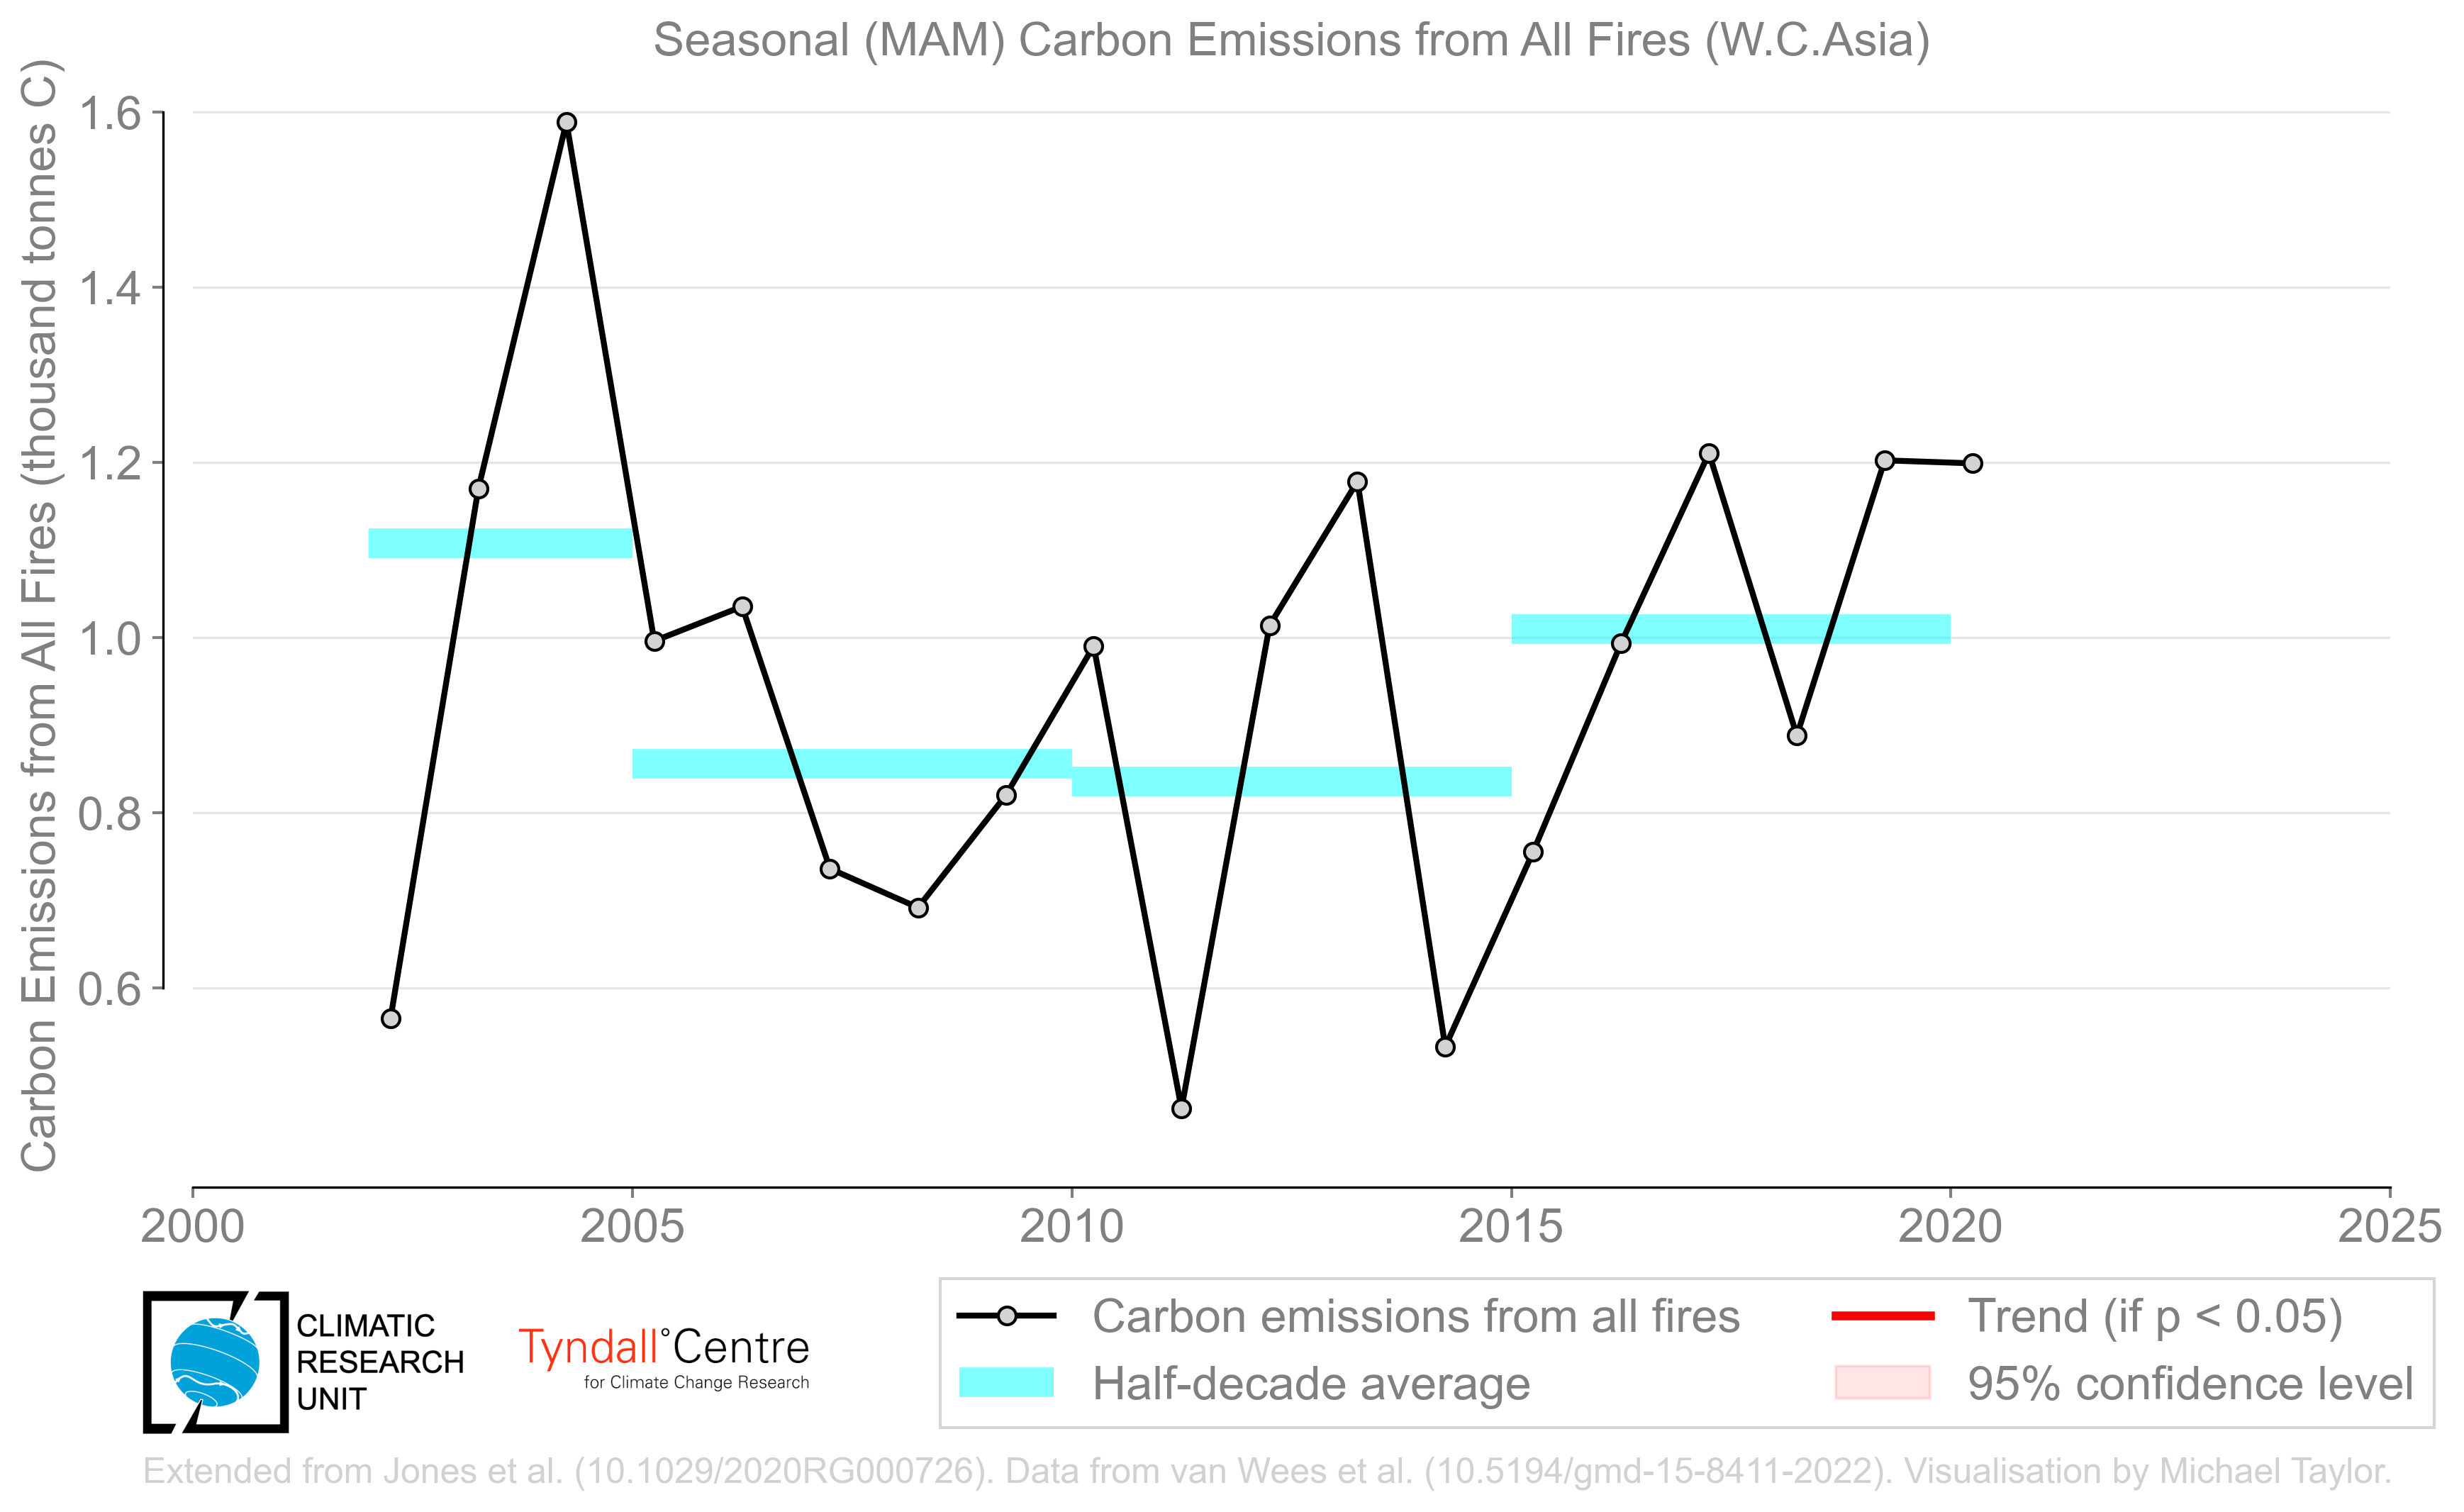 Seasonal (MAM) Carbon Emissions from All Fires (W.C.Asia)
Carbon Emissions from All Fires (thousand tonnes C)
1.6
1.4
1.2
1.0
0.8
0.6
2000 2005 2010 2015 2020 2025
CLIMATIC
RESEARCH
UNIT
Tyndall°Centre
for Climate Change Research
Carbon emissions from all fires
Half-decade average
Trend (if p < 0.05)
95% confidence level
Extended from Jones et al. (10.1029/2020RG000726). Data from van Wees et al. (10.5194/gmd-15-8411-2022). Visualisation by Michael Taylor.